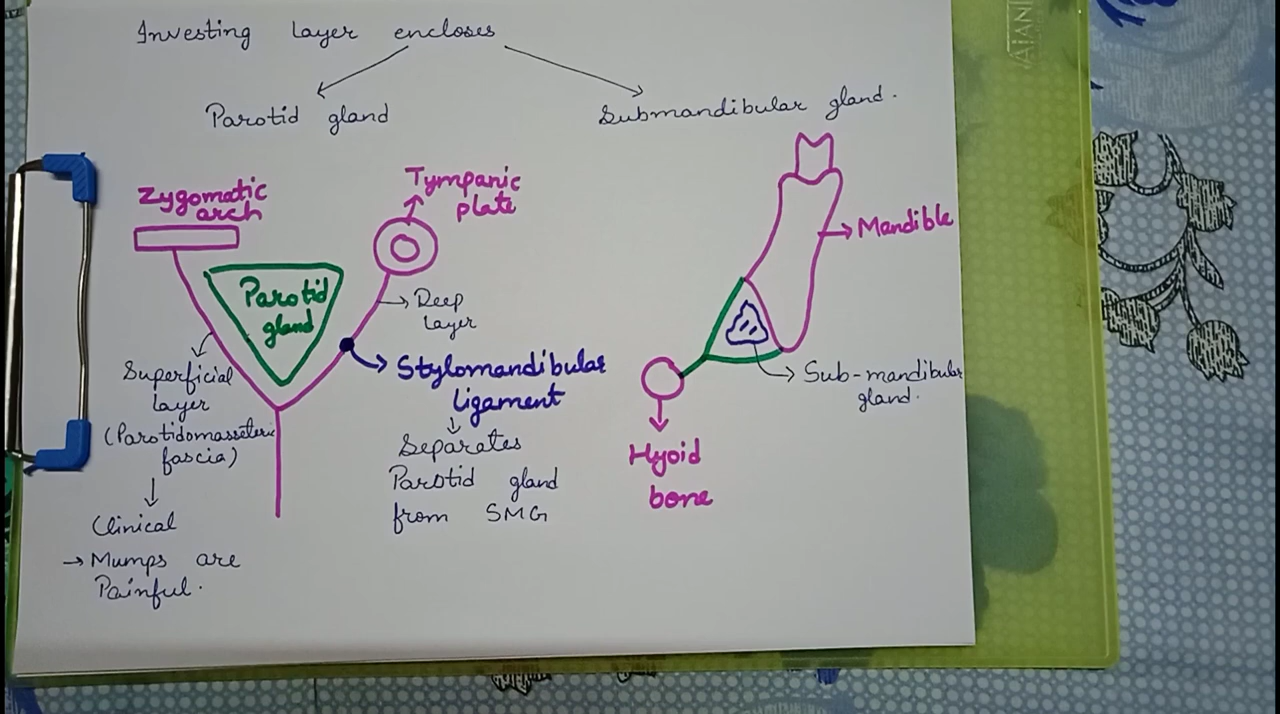 Investing layer encloses
Parotid gland
Submandibular gland.
Zygomatic
arch
Tympanic
plate
Parotid
gland
Deep
layer
Superficial
layer
(Parotidomasseteric
fascia)
Clinical
→ Mumps are
Painful.
Stylomandibular
ligament
Separates
Parotid gland
from SMG
Mandible
Sub-mandibular
gland.
Hyoid
bone